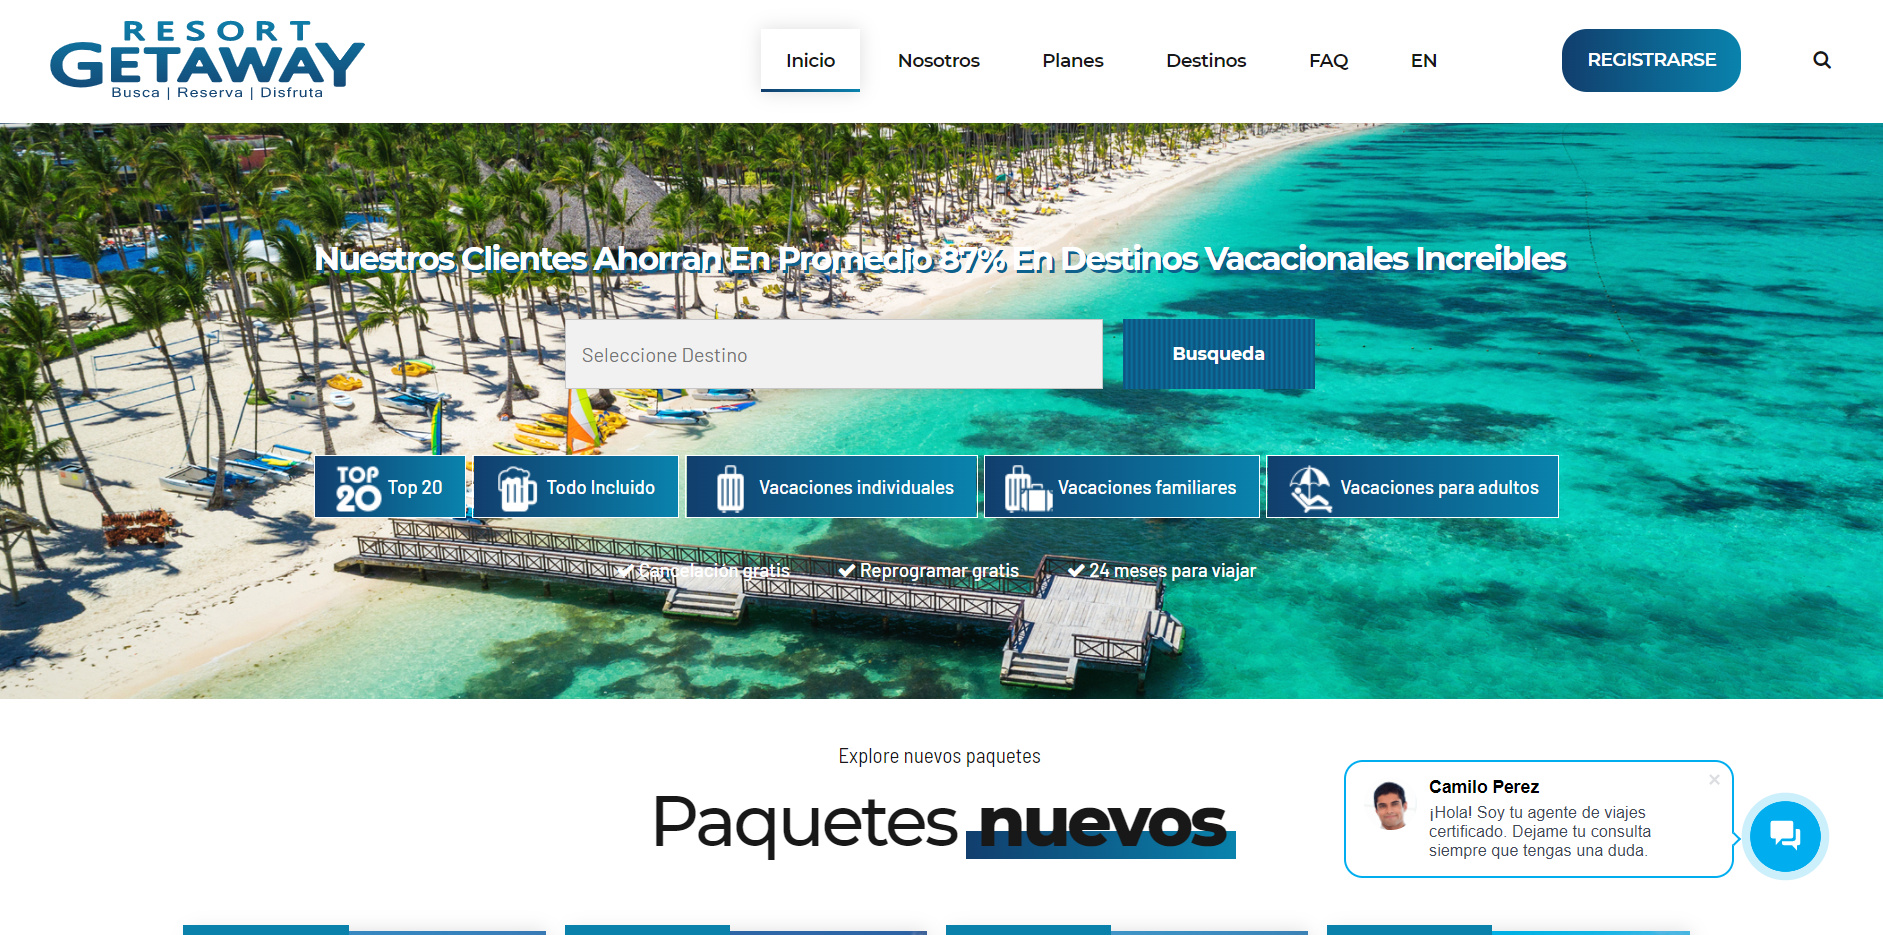 RESORT
GETAWAY
Busca | Reserva | Disfruta
Inicio
Nosotros
Planes
Destinos
FAQ
EN
REGISTRARSE
Nuestros Clientes Ahorran En Promedio 87% En Destinos Vacacionales Increibles
Seleccione Destino
Busqueda
TOP
20
Top 20
Todo Incluido
Vacaciones individuales
Vacaciones familiares
Vacaciones para adultos
Cancelación gratis
Reprogramar gratis
24 meses para viajar
Explore nuevos paquetes
Paquetes nuevos
Camilo Perez
¡Hola! Soy tu agente de viajes
certificado. Dejame tu consulta
siempre que tengas una duda.